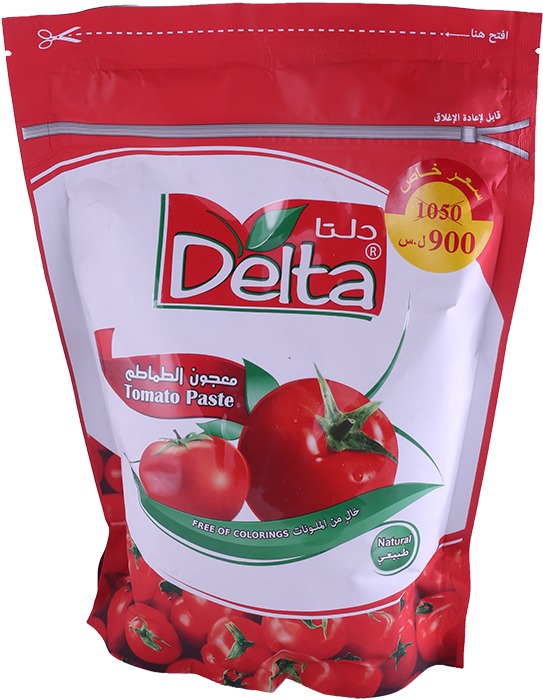 افتح هنا
قابل لإعادة الإغلاق
سعر خاص
1050
900 ل.س
دلتا
Delta®
معجون الطماطم
Tomato Paste
FREE OF COLORINGS خال من الملونات
Natural
طبيعي